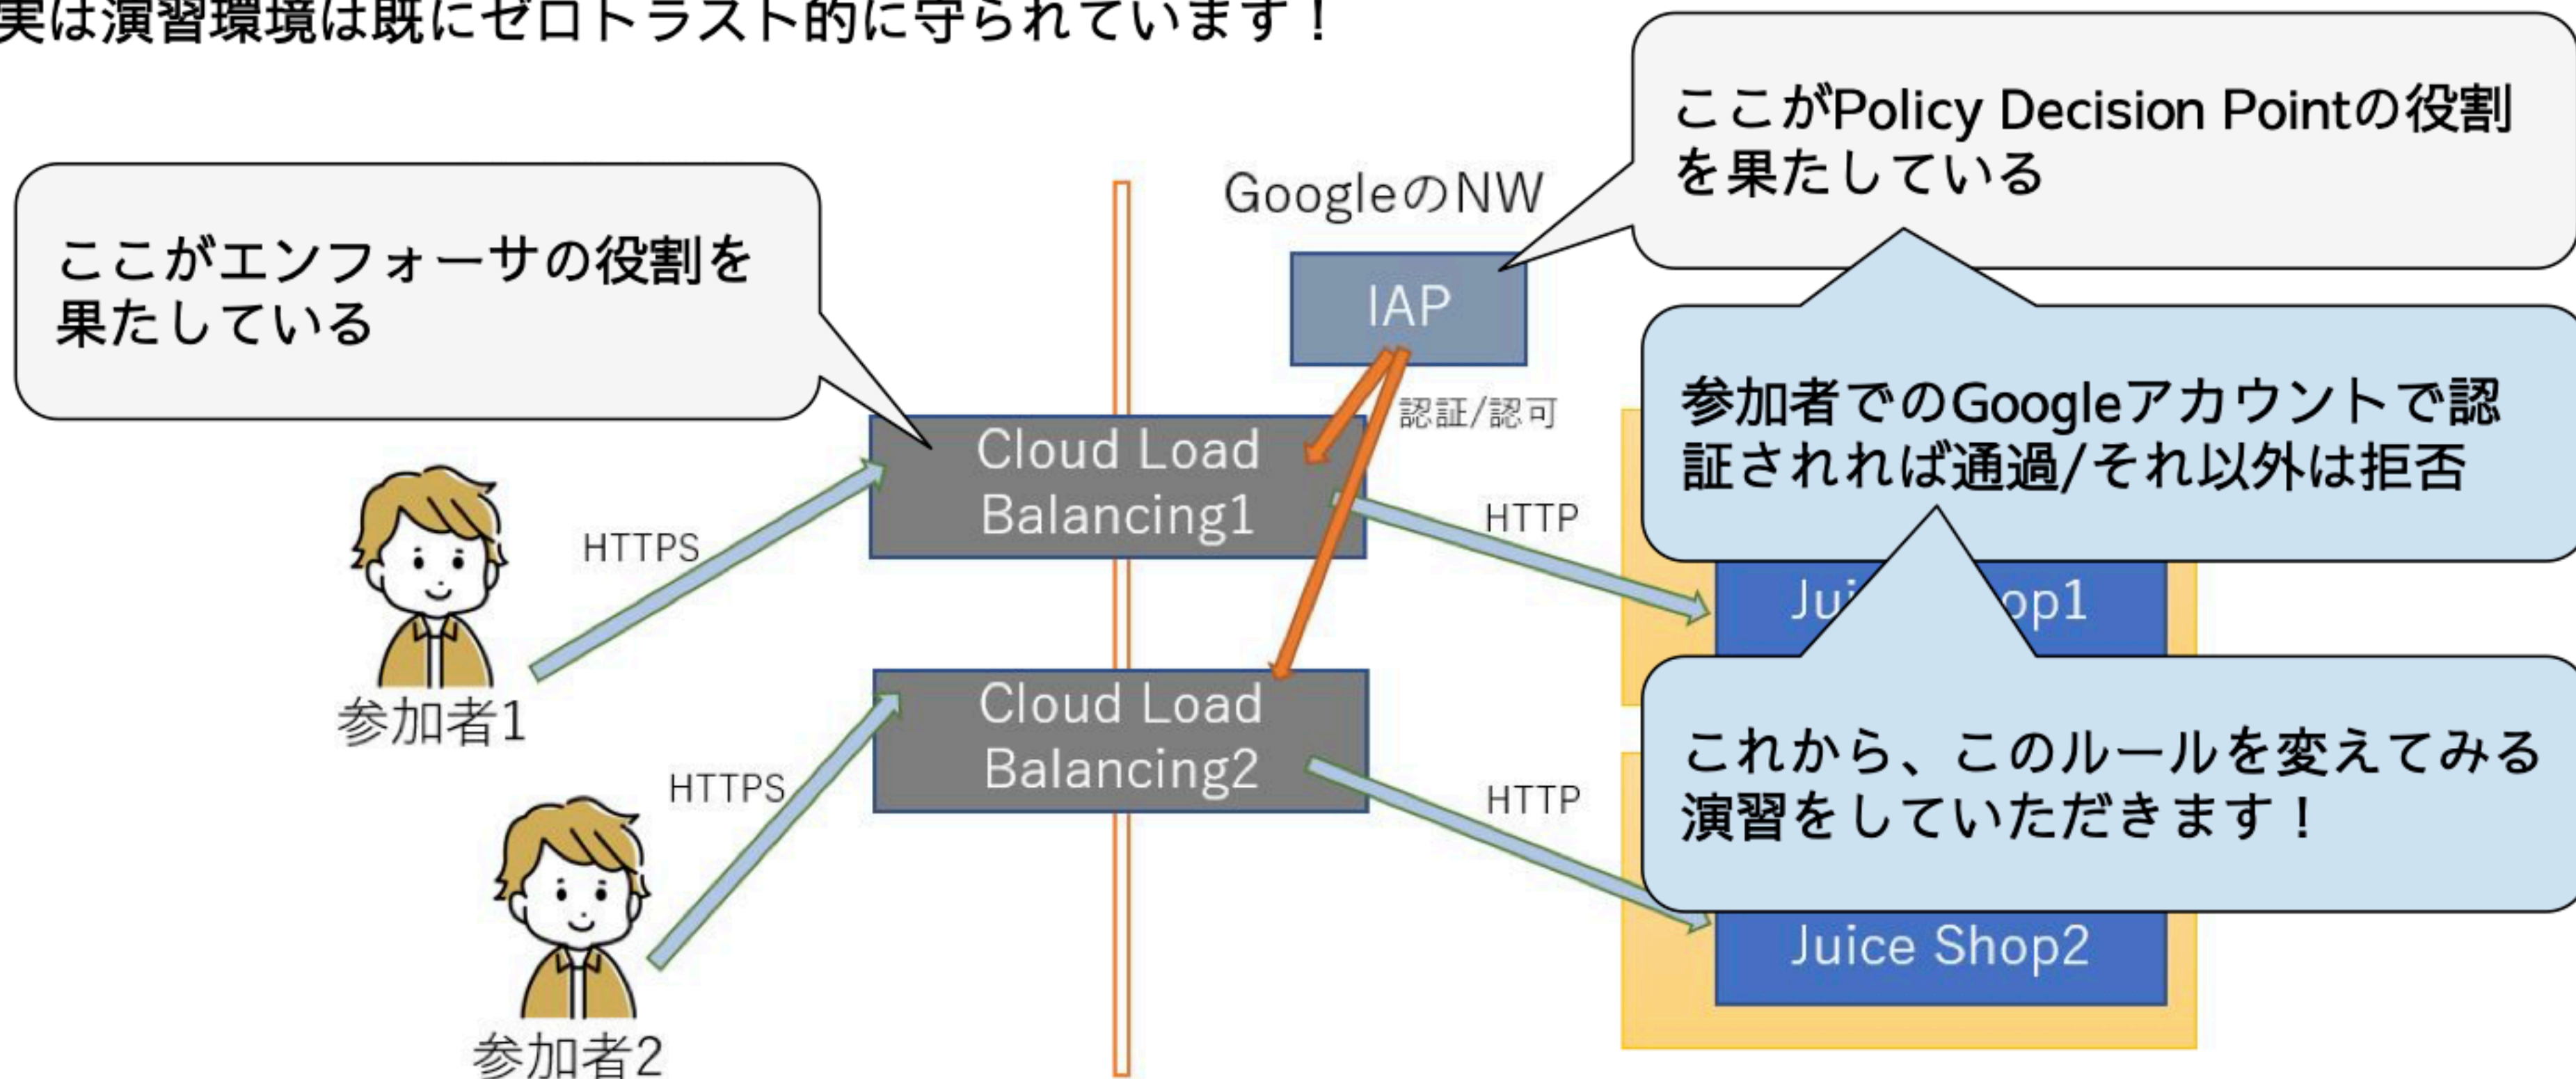 実は演習環境は既にゼロトラスト的に守られています！
ここがPolicy Decision Pointの役割
を果たしている
GoogleのNW
ここがエンフォーサの役割を
果たしている
IAP
認証/認可
参加者でのGoogleアカウントで認
証されれば通過/それ以外は拒否
Cloud Load
Balancing1
HTTPS
HTTP
参加者1
Cloud Load
Balancing2
これから、このルールを変えてみる
演習をしていただきます！
HTTPS
HTTP
Juice Shop2
参加者2